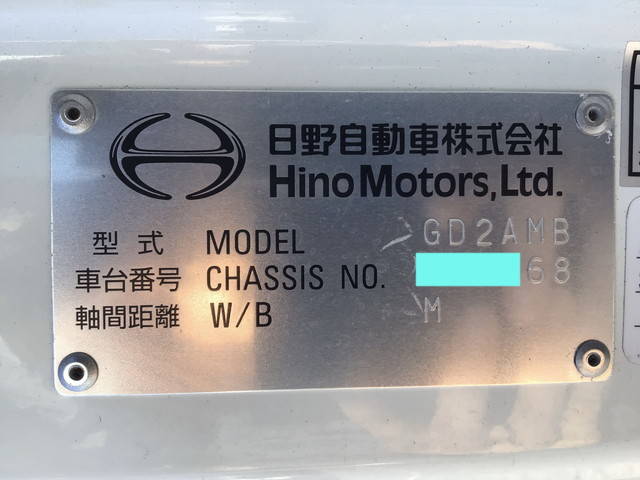 日野自動車株式会社
Hino Motors, Ltd.
型式 MODEL GD2AMB
車台番号 CHASSIS NO. 68
軸間距離 W/B M